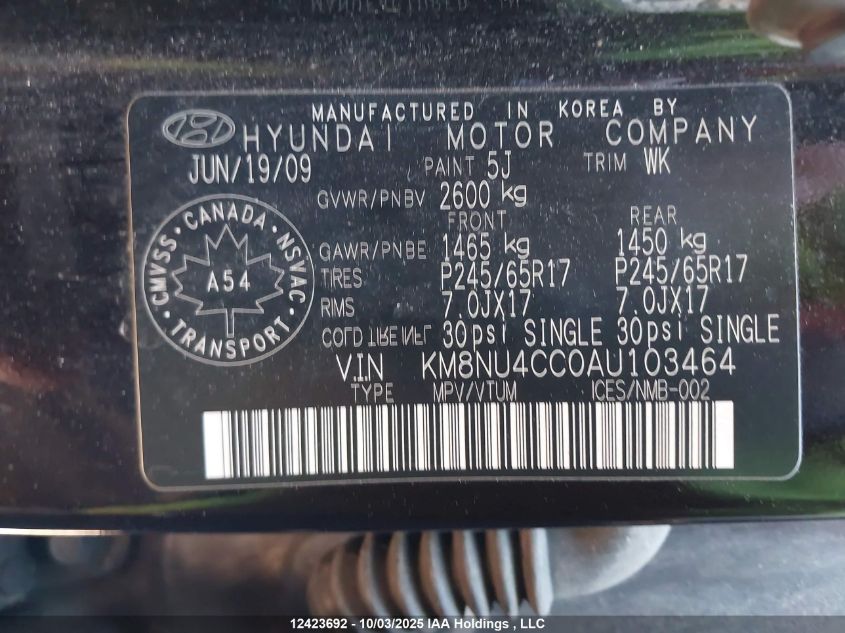 MANUFACTURED IN KOREA BY
HYUNDAI MOTOR COMPANY
JUN/19/09 PAINT 5J TRIM WK
GVWR/PNBV 2600 kg
FRONT REAR
GAWR/PNBE 1465 kg 1450 kg
TIRES P245/65R17 P245/65R17
RIMS 7.0JX17 7.0JX17
COLD TIRE INFL 30psi SINGLE 30psi SINGLE
V.I.N KM8NU4CC0AU103464
TYPE MPV/VTUM ICES/NMB-002
CMVSS · CANADA · NSVAC · TRANSPORT ·
A54
12423692 - 10/03/2025 IAA Holdings , LLC